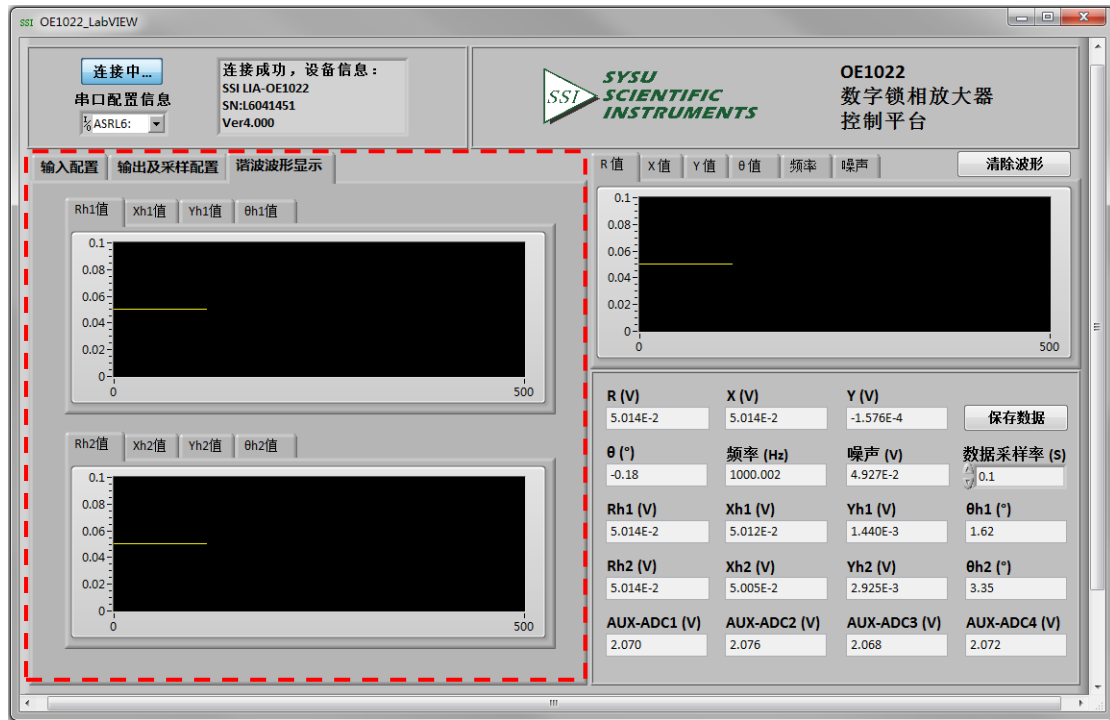 SSI OE1022_LabVIEW
连接中...
串口配置信息
I/O ASRL6:
连接成功，设备信息：
SSI LIA-OE1022
SN:L6041451
Ver4.000
SSI
SYSU
SCIENTIFIC
INSTRUMENTS
OE1022
数字锁相放大器
控制平台
输入配置 输出及采样配置 谐波波形显示
Rh1值 Xh1值 Yh1值 θh1值
0.1
0.08
0.06
0.04
0.02
0
0 500
Rh2值 Xh2值 Yh2值 θh2值
0.1
0.08
0.06
0.04
0.02
0
0 500
R 值 X 值 Y 值 θ 值 频率 噪声 清除波形
0.1
0.08
0.06
0.04
0.02
0
0 500
R (V) X (V) Y (V)
5.014E-2 5.014E-2 -1.576E-4 保存数据
θ (°) 频率 (Hz) 噪声 (V) 数据采样率 (S)
-0.18 1000.002 4.927E-2 0.1
Rh1 (V) Xh1 (V) Yh1 (V) θh1 (°)
5.014E-2 5.012E-2 1.440E-3 1.62
Rh2 (V) Xh2 (V) Yh2 (V) θh2 (°)
5.014E-2 5.005E-2 2.925E-3 3.35
AUX-ADC1 (V) AUX-ADC2 (V) AUX-ADC3 (V) AUX-ADC4 (V)
2.070 2.076 2.068 2.072